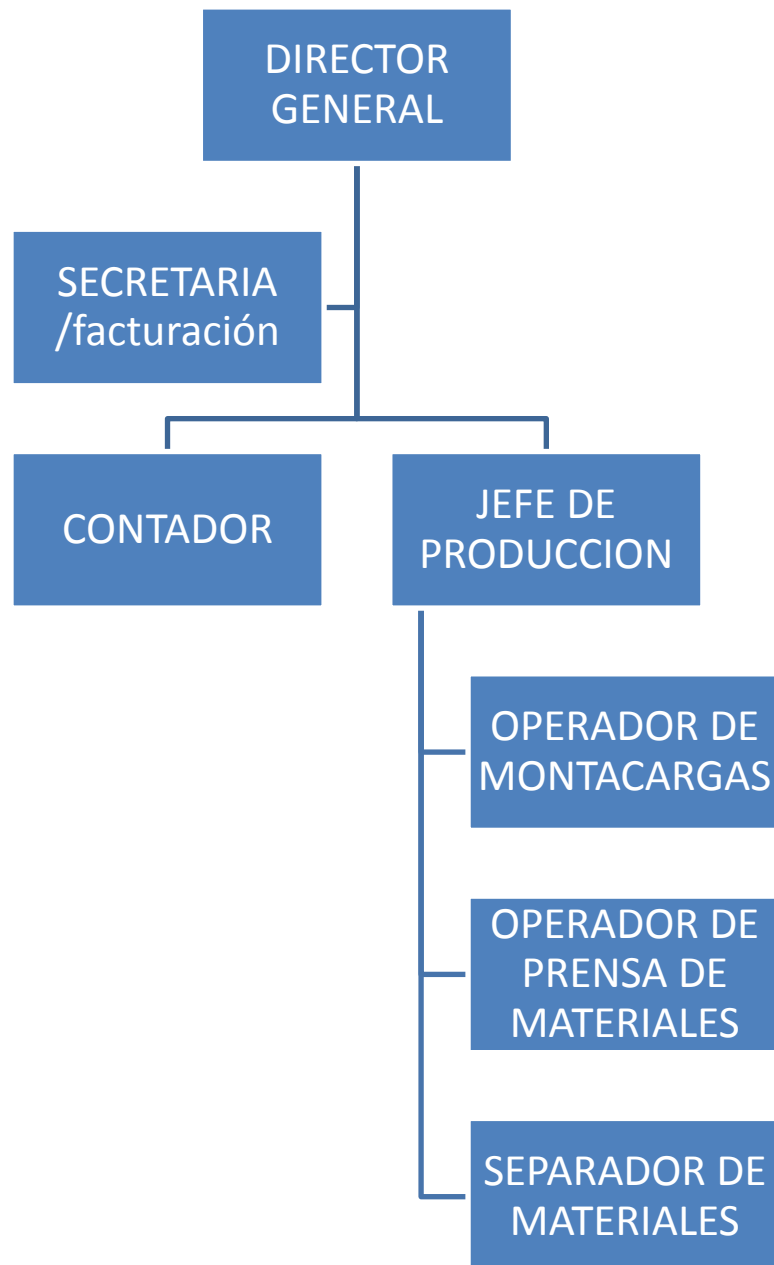 DIRECTOR
GENERAL
SECRETARIA
/facturación
CONTADOR
JEFE DE
PRODUCCION
OPERADOR DE
MONTACARGAS
OPERADOR DE
PRENSA DE
MATERIALES
SEPARADOR DE
MATERIALES